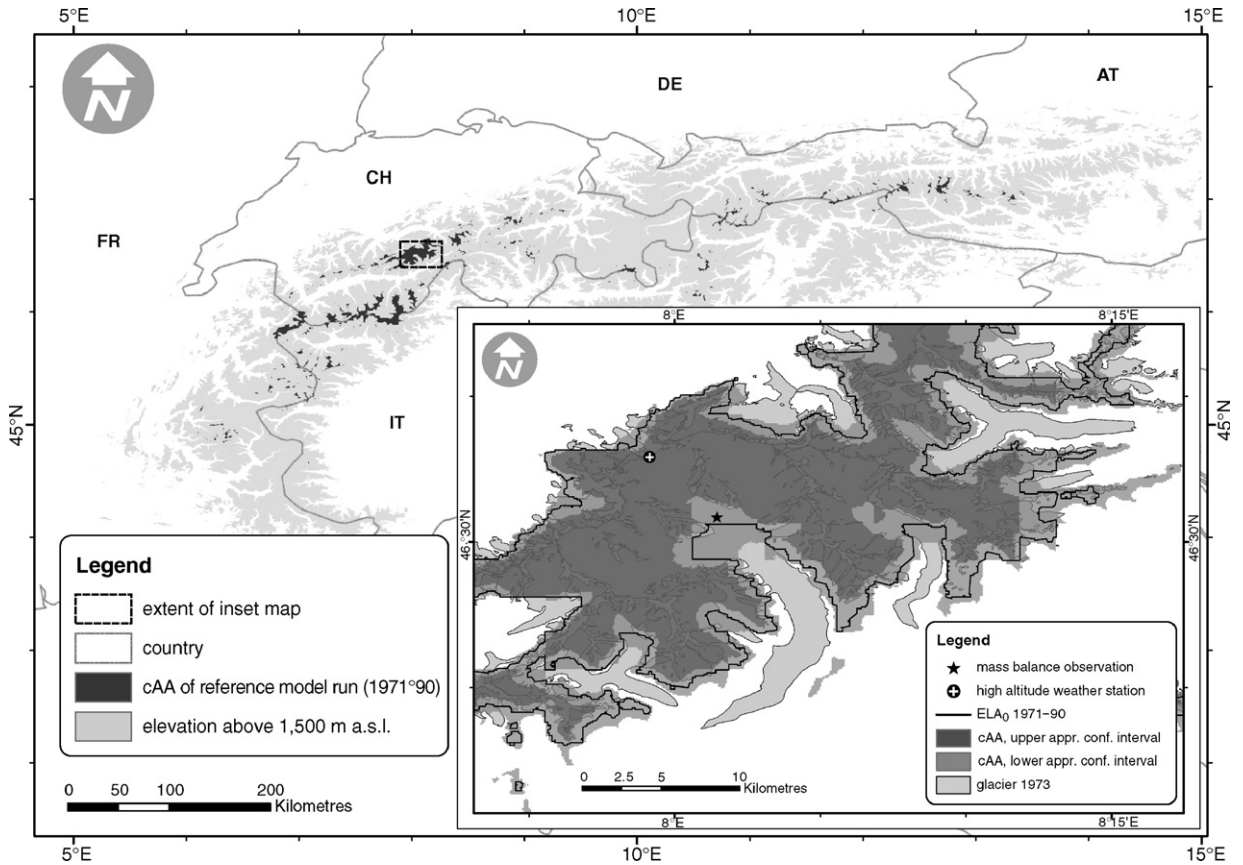 5°E 10°E 15°E
N
DE
AT
CH
FR
IT
45°N
45°N
Legend
extent of inset map
country
cAA of reference model run (1971°90)
elevation above 1,500 m a.s.l.
0 50 100 200
Kilometres
8°E 8°15'E
N
46°30'N
46°30'N
Legend
mass balance observation
high altitude weather station
ELA0 1971–90
cAA, upper appr. conf. interval
cAA, lower appr. conf. interval
glacier 1973
0 2.5 5 10
Kilometres
8°E 8°15'E
5°E 10°E 15°E